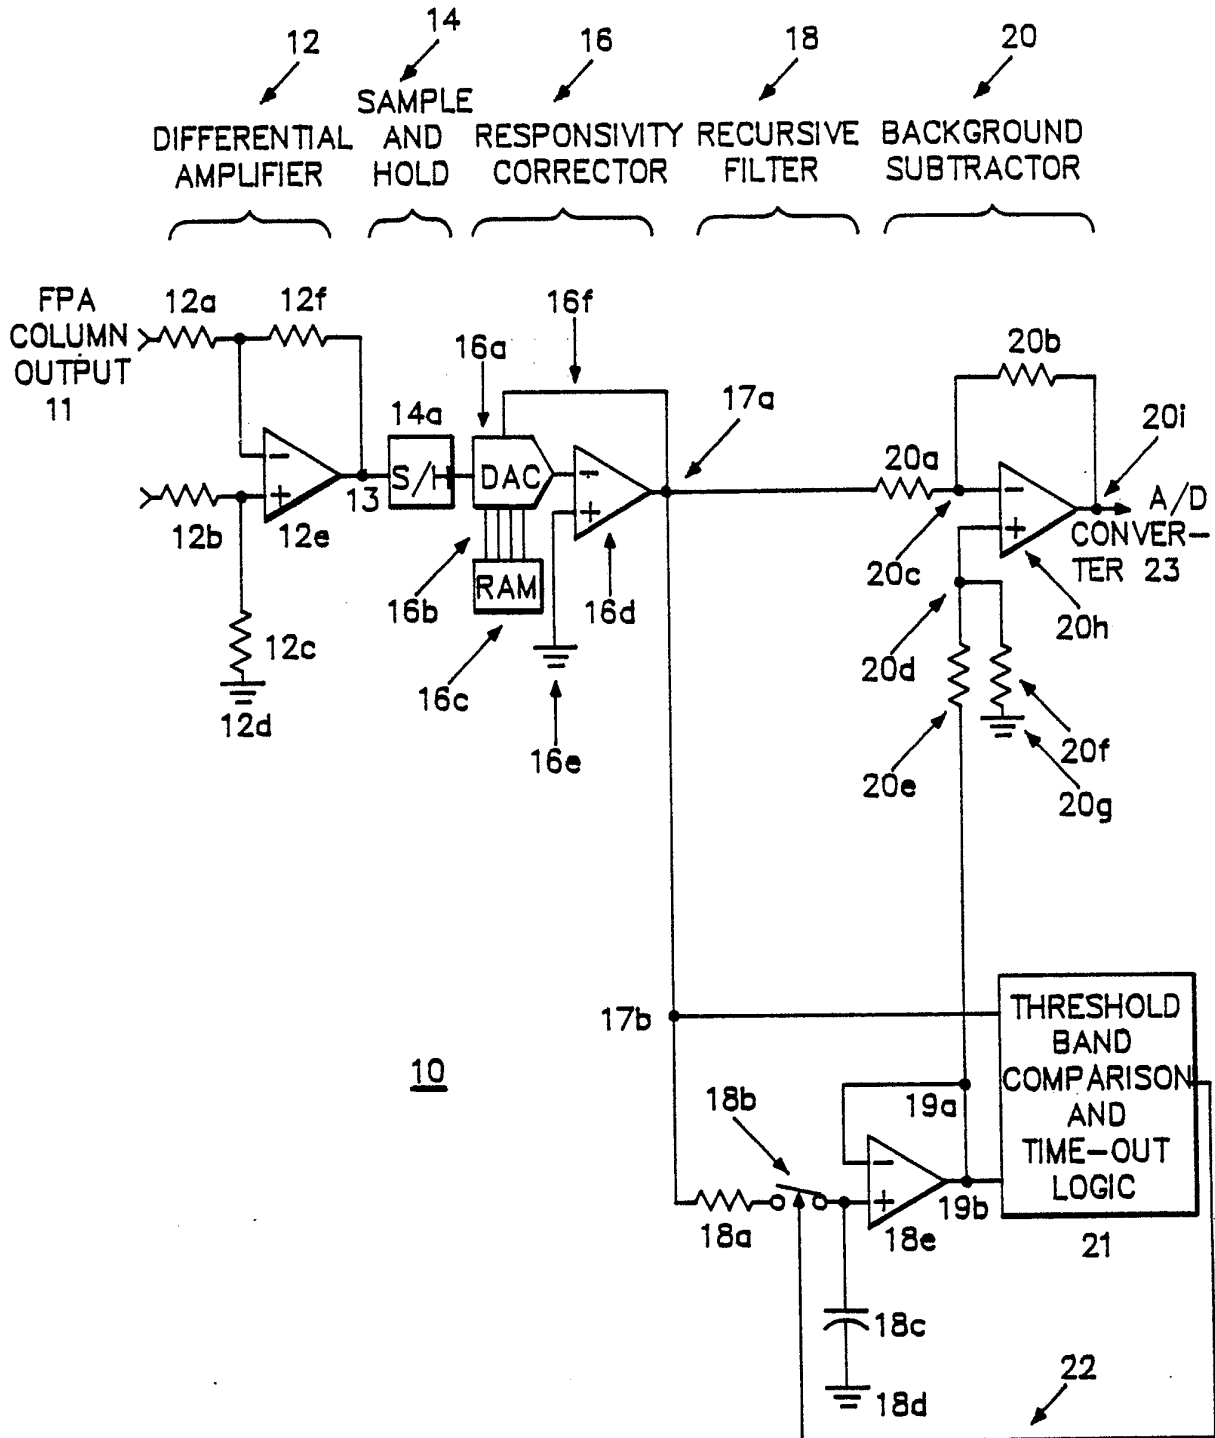 12
14
16
18
20
DIFFERENTIAL
AMPLIFIER
SAMPLE
AND
HOLD
RESPONSIVITY
CORRECTOR
RECURSIVE
FILTER
BACKGROUND
SUBTRACTOR
FPA
COLUMN
OUTPUT
11
12a
12f
16f
16a
14a
17a
20b
20i
20a
S/H
DAC
13
12b
12e
A/D
CONVER-
TER 23
20c
RAM
16b
16d
20h
12c
20d
16c
12d
16e
20f
20e
20g
17b
THRESHOLD
BAND
COMPARISON
AND
TIME-OUT
LOGIC
10
18b
19a
18a
18e
19b
21
18c
18d
22